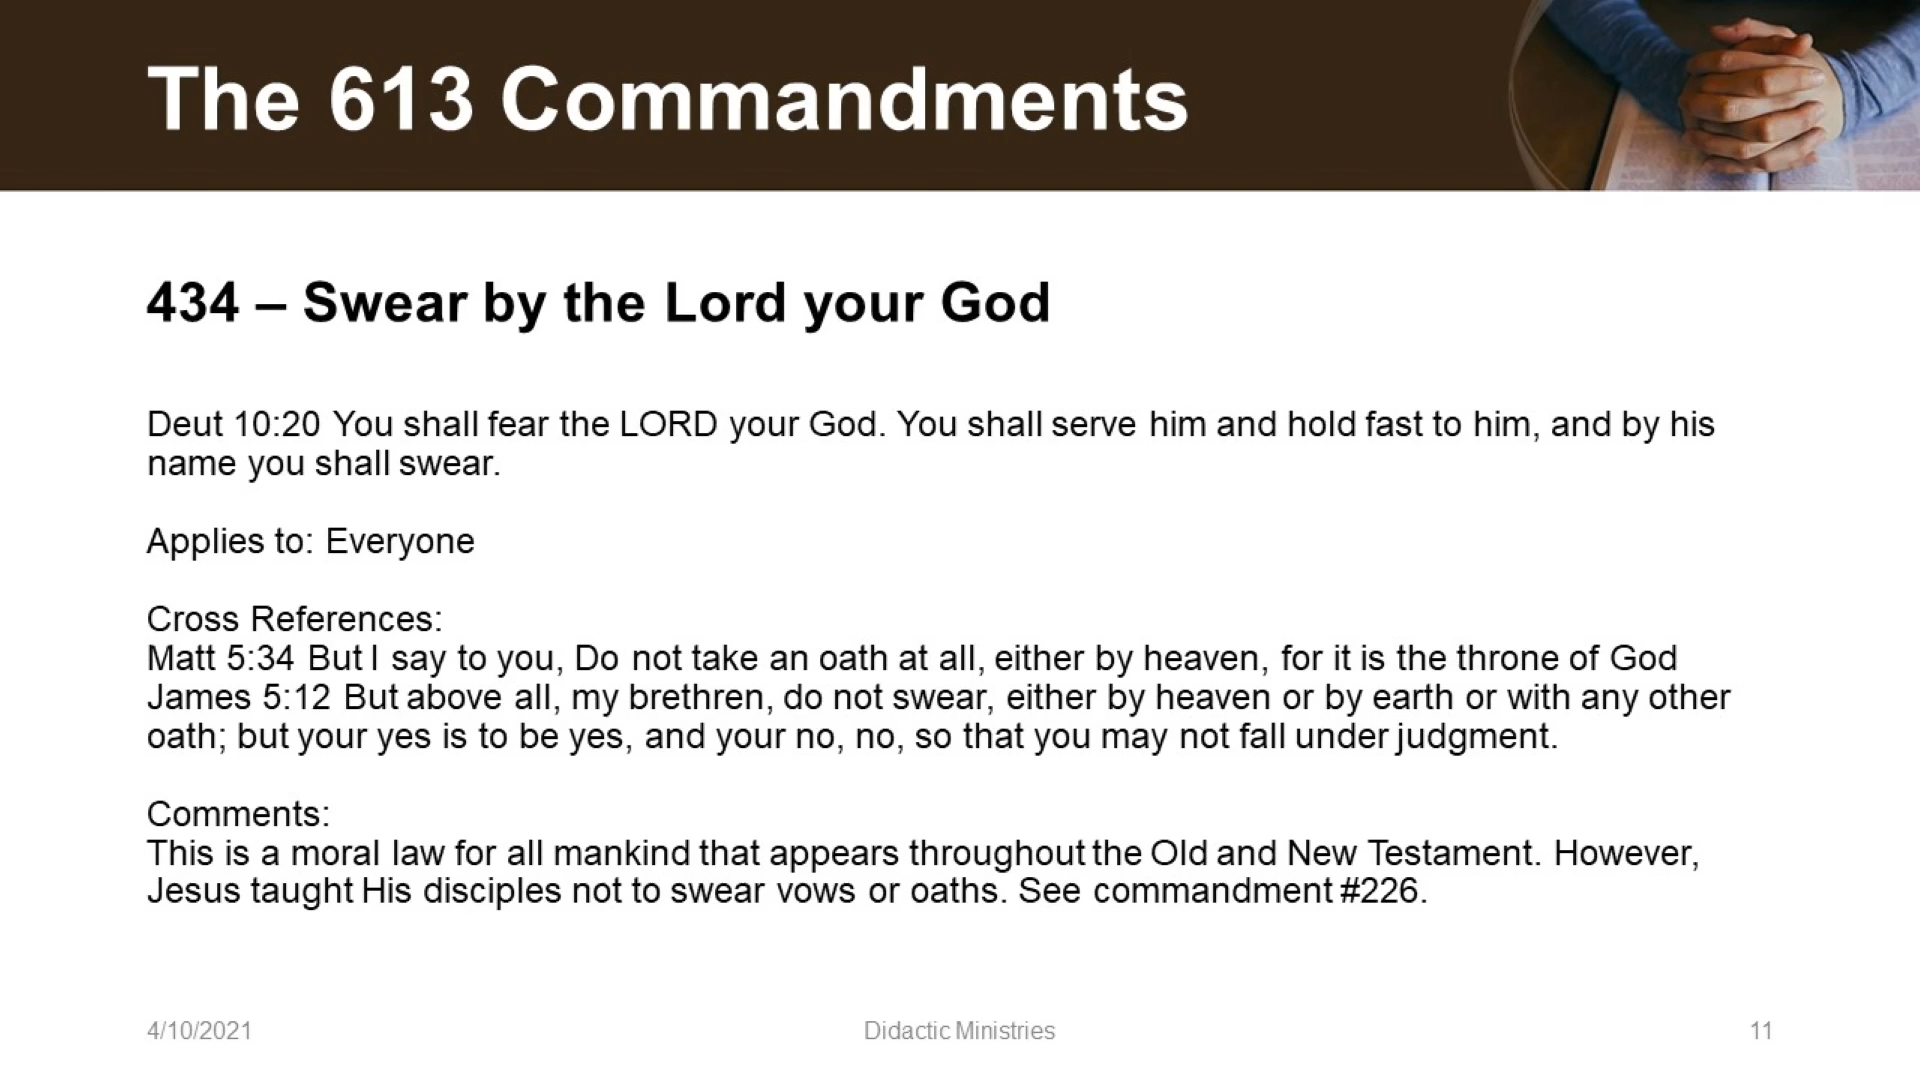 The 613 Commandments
434 – Swear by the Lord your God
Deut 10:20 You shall fear the LORD your God. You shall serve him and hold fast to him, and by his
name you shall swear.
Applies to: Everyone
Cross References:
Matt 5:34 But I say to you, Do not take an oath at all, either by heaven, for it is the throne of God
James 5:12 But above all, my brethren, do not swear, either by heaven or by earth or with any other
oath; but your yes is to be yes, and your no, no, so that you may not fall under judgment.
Comments:
This is a moral law for all mankind that appears throughout the Old and New Testament. However,
Jesus taught His disciples not to swear vows or oaths. See commandment #226.
4/10/2021
Didactic Ministries
11